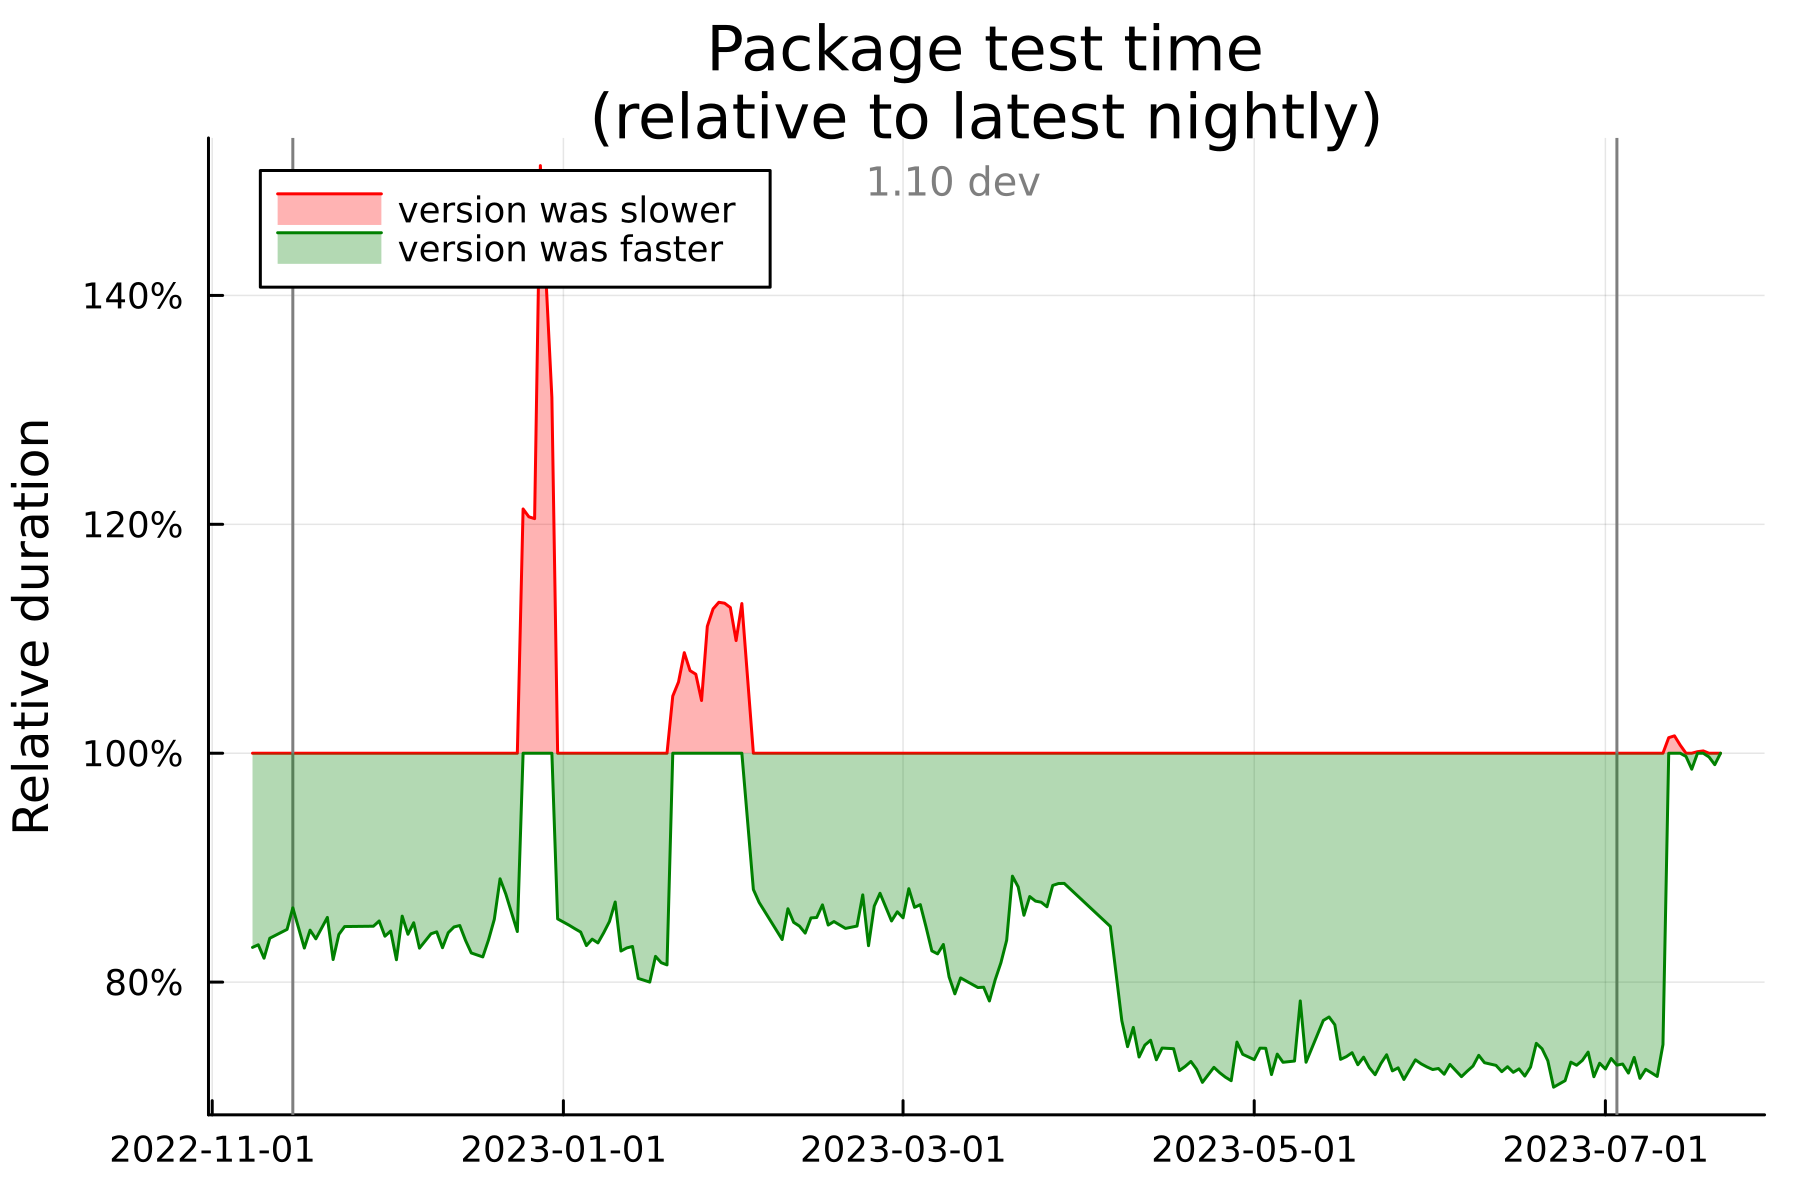 Package test time
(relative to latest nightly)
1.10 dev
version was slower
version was faster
Relative duration
140%
120%
100%
80%
2022-11-01
2023-01-01
2023-03-01
2023-05-01
2023-07-01